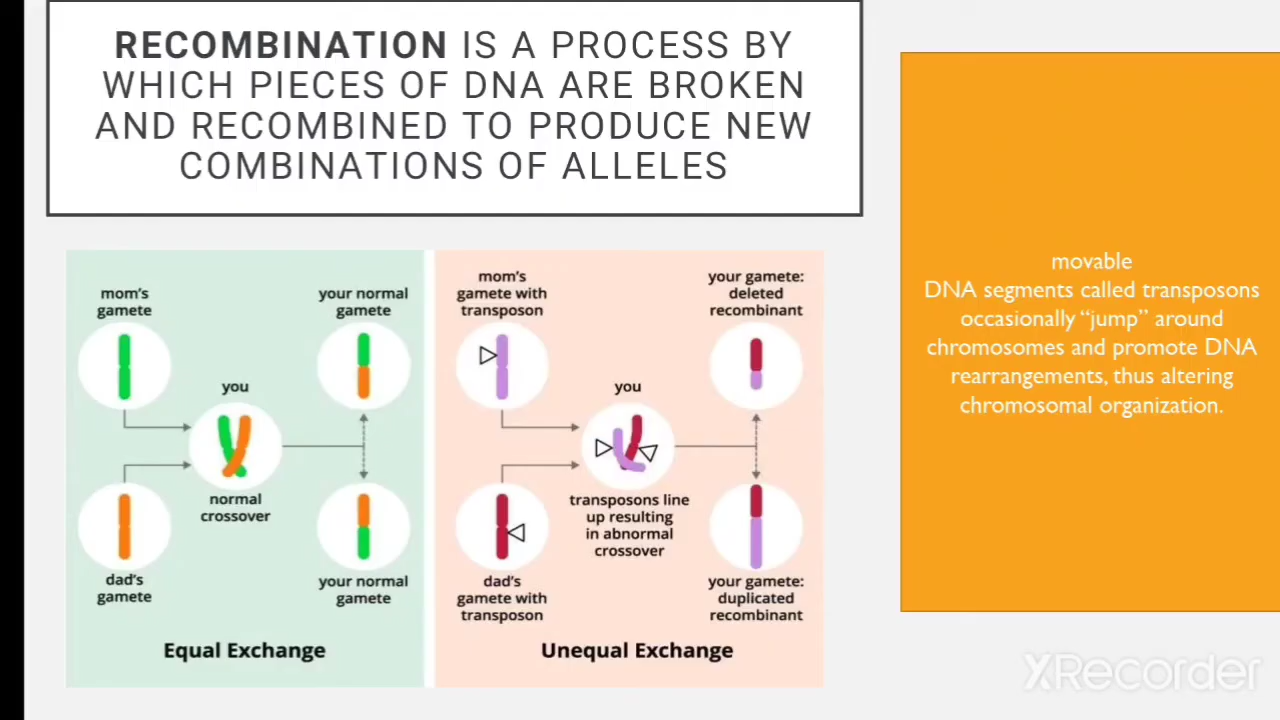 RECOMBINATION IS A PROCESS BY
WHICH PIECES OF DNA ARE BROKEN
AND RECOMBINED TO PRODUCE NEW
COMBINATIONS OF ALLELES
mom's
gamete
your normal
gamete
you
normal
crossover
dad's
gamete
your normal
gamete
Equal Exchange
mom's
gamete with
transposon
your gamete:
deleted
recombinant
you
transposons line
up resulting
in abnormal
crossover
dad's
gamete with
transposon
your gamete:
duplicated
recombinant
Unequal Exchange
movable
DNA segments called transposons
occasionally “jump” around
chromosomes and promote DNA
rearrangements, thus altering
chromosomal organization.
XRecorder